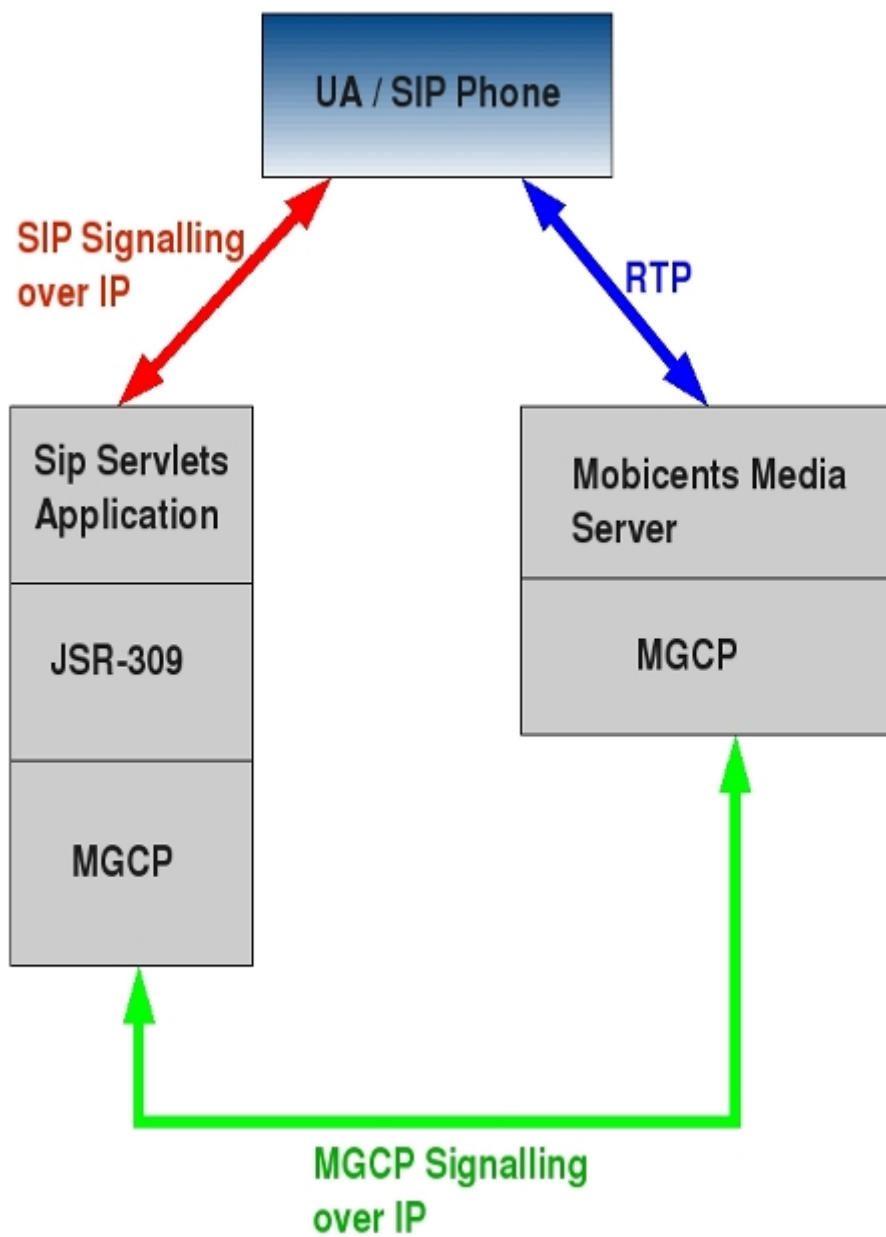 UA / SIP Phone
SIP Signalling
over IP
RTP
Sip Servlets
Application
Mobicents Media
Server
JSR-309
MGCP
MGCP
MGCP Signalling
over IP